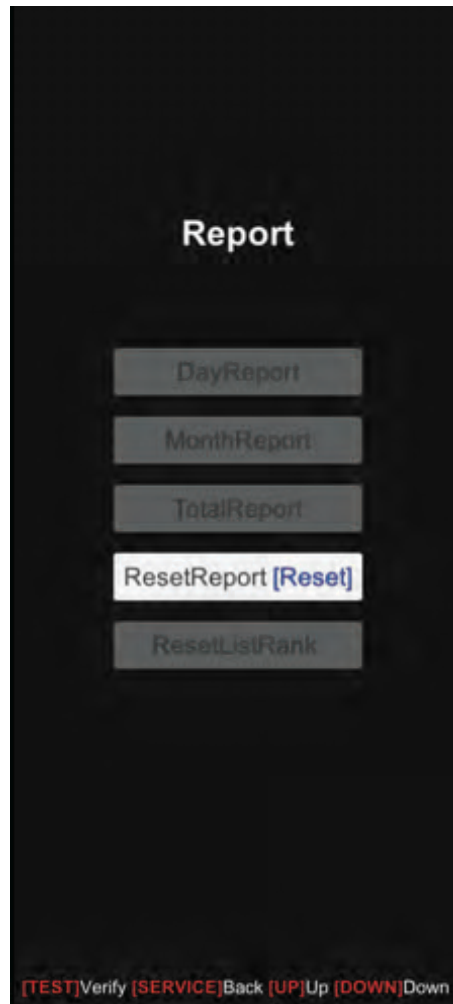 Report
DayReport
MonthReport
TotalReport
ResetReport [Reset]
ResetListRank
[TEST]Verify [SERVICE]Back [UP]Up [DOWN]Down